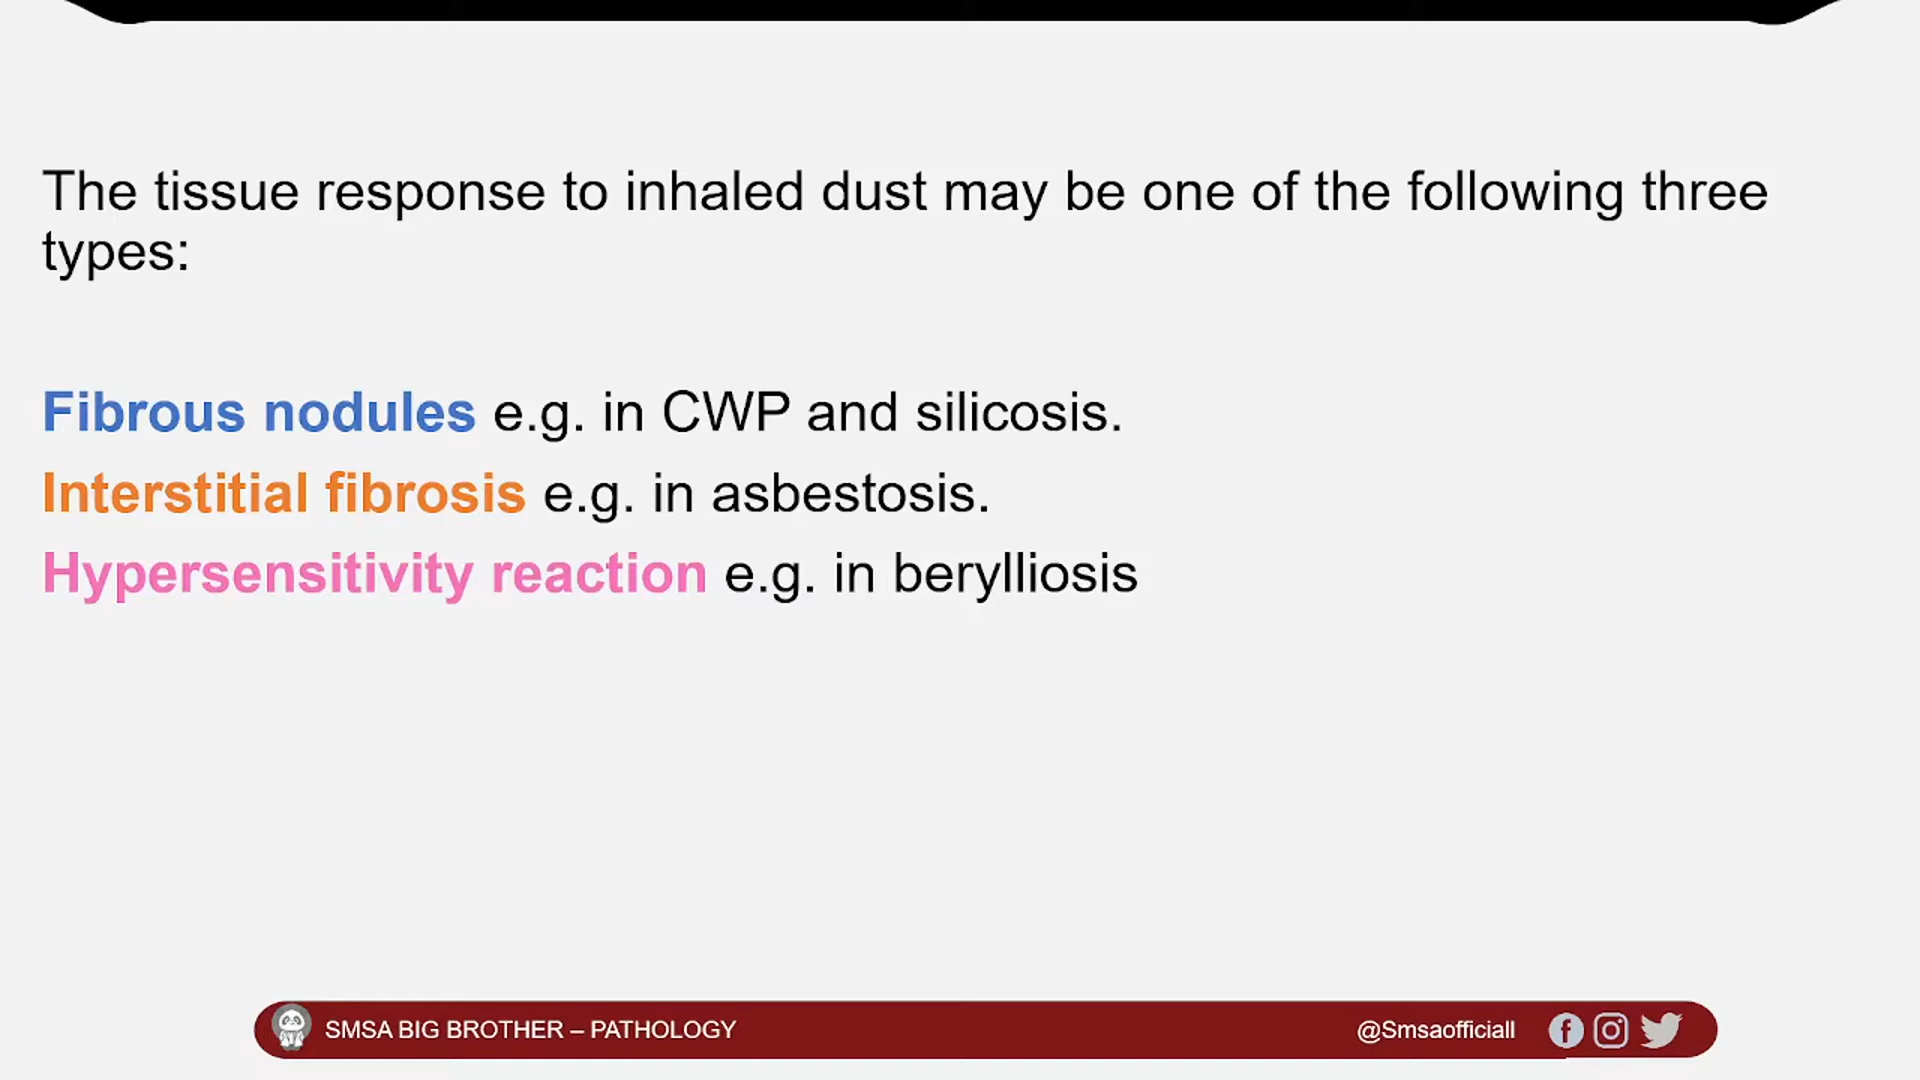 The tissue response to inhaled dust may be one of the following three
types:
Fibrous nodules e.g. in CWP and silicosis.
Interstitial fibrosis e.g. in asbestosis.
Hypersensitivity reaction e.g. in berylliosis
SMSA BIG BROTHER – PATHOLOGY
@Smsaofficiall